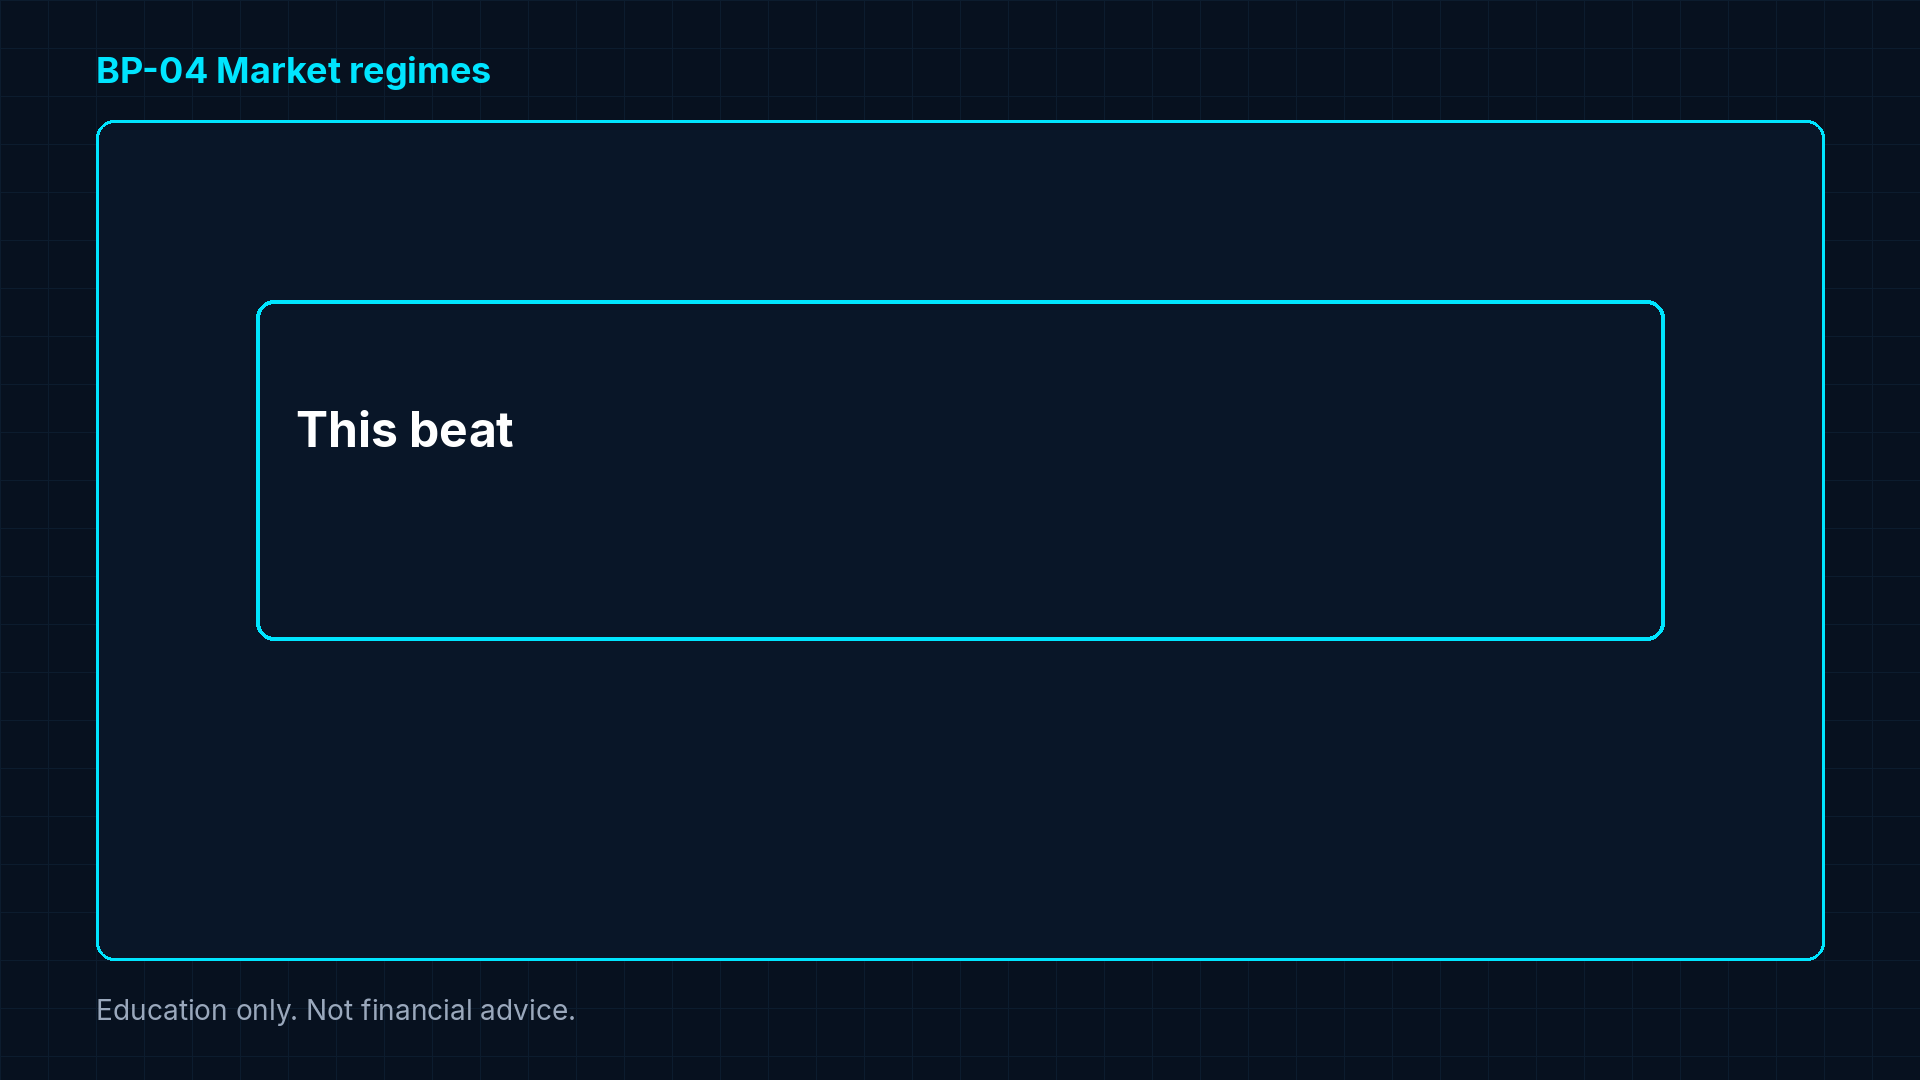 BP-04 Market regimes
This beat
Education only. Not financial advice.